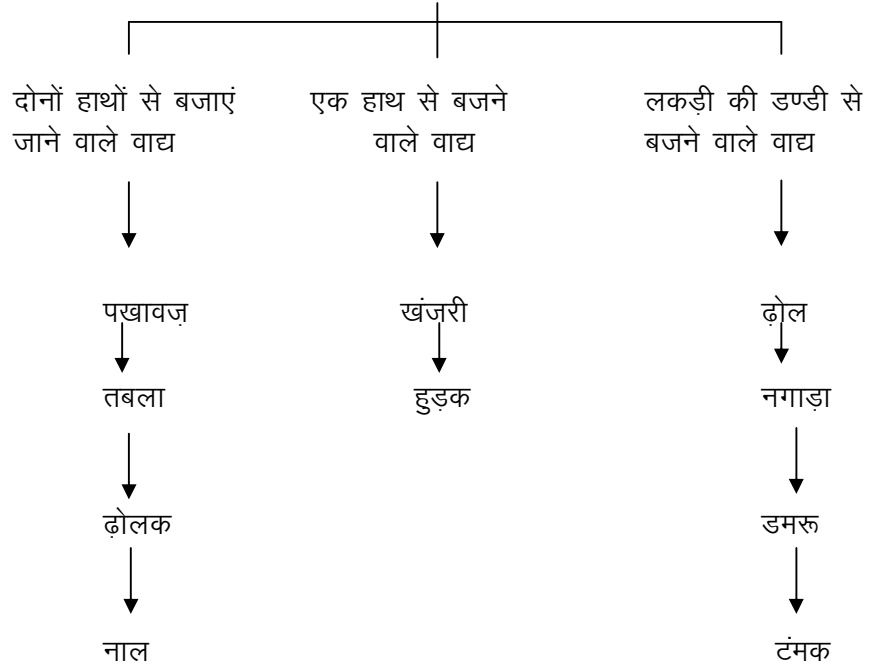 दोनों हाथों से बजाएं
जाने वाले वाद्य
एक हाथ से बजने
वाले वाद्य
लकड़ी की डण्डी से
बजने वाले वाद्य
पखावज़
तबला
ढ़ोलक
नाल
खंजरी
हुड़क
ढ़ोल
नगाड़ा
डमरू
टंमक